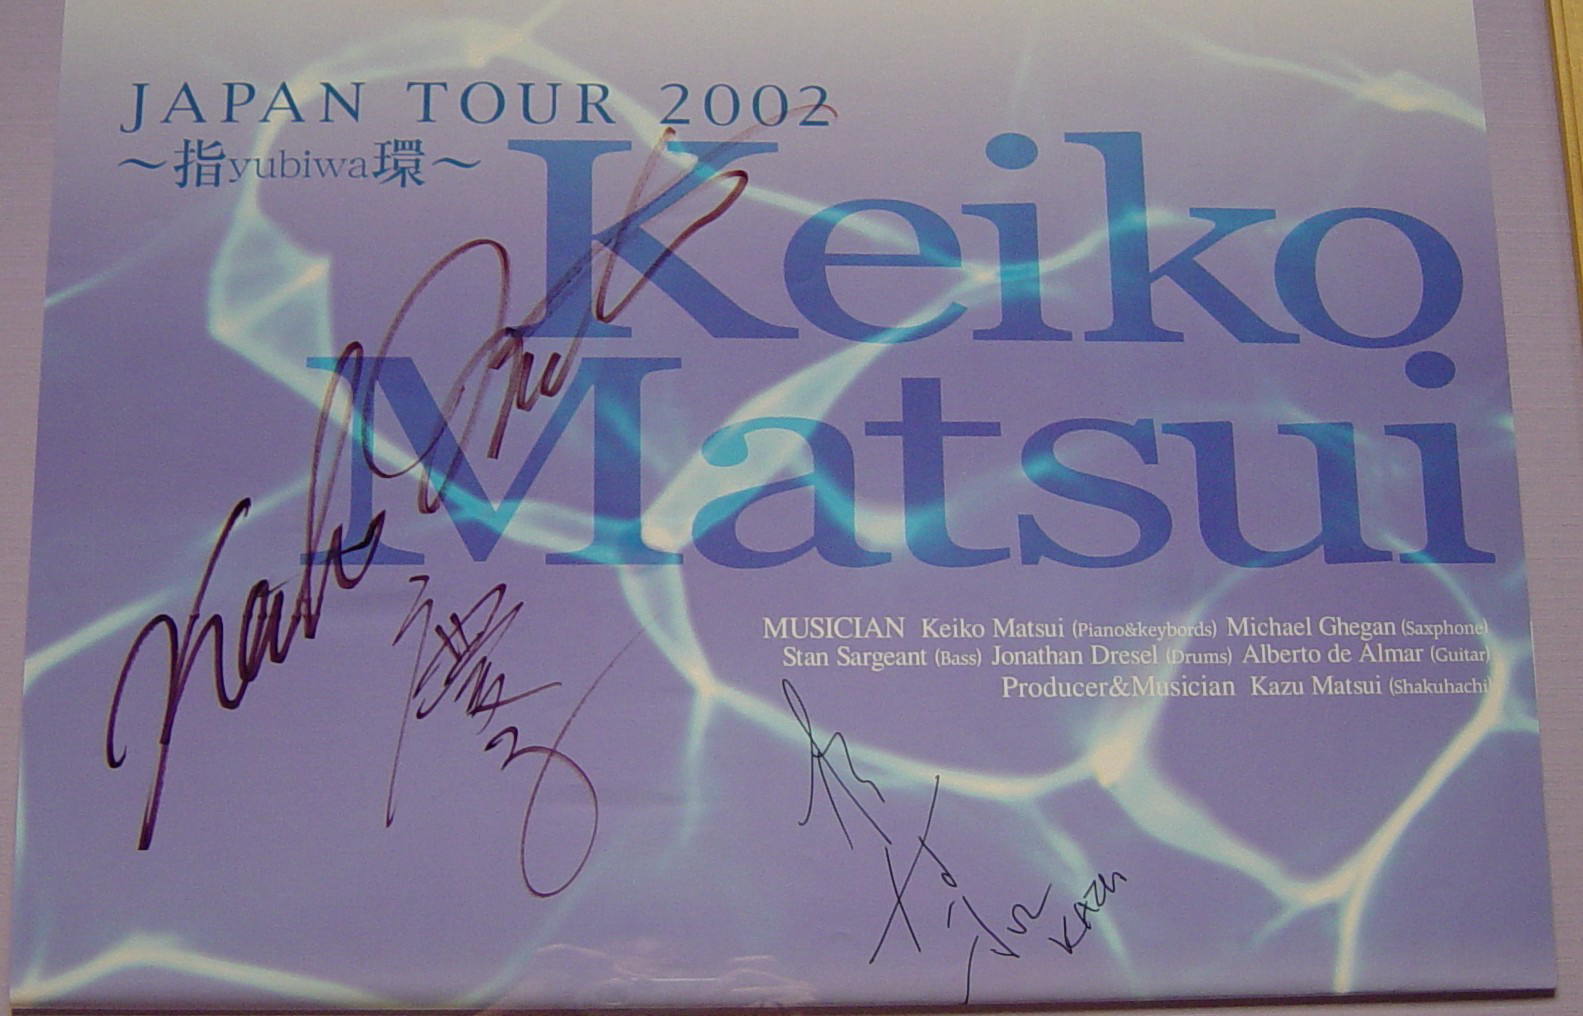 JAPAN TOUR 2002
～指yubiwa環～
Keiko
Matsui
MUSICIAN Keiko Matsui (Piano&keybords) Michael Ghegan (Saxphone)
Stan Sargeant (Bass) Jonathan Dresel (Drums) Alberto de Almar (Guitar)
Producer&Musician Kazu Matsui (Shakuhachi)
KAZU